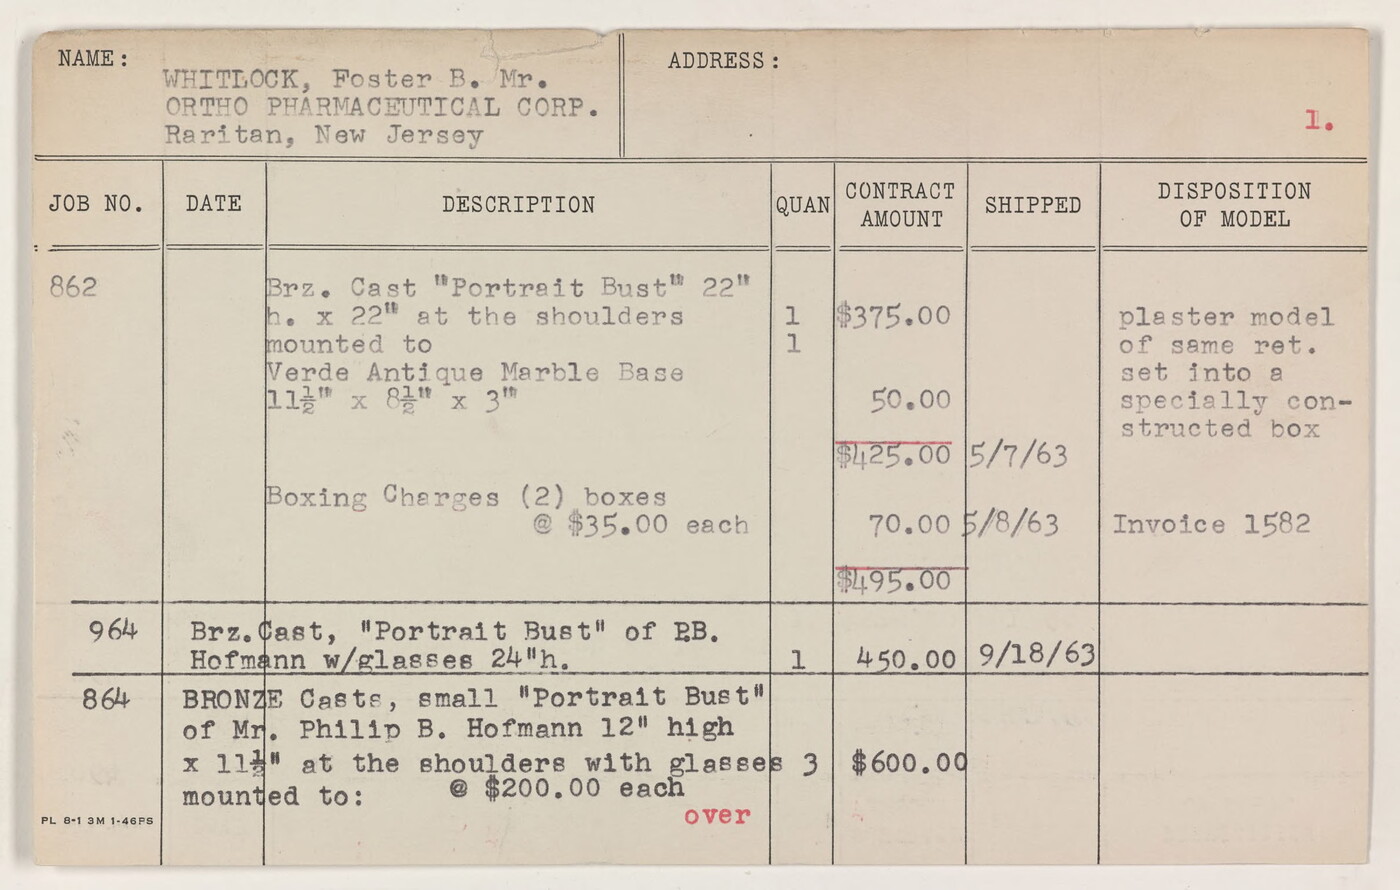 NAME:
WHITLOCK, Foster B. Mr.
ORTHO PHARMACEUTICAL CORP.
Raritan, New Jersey
ADDRESS:
1.
JOB NO. DATE DESCRIPTION QUAN CONTRACT AMOUNT SHIPPED DISPOSITION OF MODEL
862 Brz. Cast "Portrait Bust" 22"
h. x 22" at the shoulders 1 $375.00 plaster model
mounted to 1 of same ret.
Verde Antique Marble Base set into a
11½" x 8½" x 3" 50.00 specially con-
structed box
$425.00 5/7/63
Boxing Charges (2) boxes
@ $35.00 each 70.00 5/8/63 Invoice 1582
$495.00
964 Brz.Cast, "Portrait Bust" of P.B.
Hofmann w/glasses 24"h. 1 450.00 9/18/63
864 BRONZE Casts, small "Portrait Bust"
of Mr. Philip B. Hofmann 12" high
x 11½" at the shoulders with glasses 3 $600.00
mounted to: @ $200.00 each
over
PL 8-1 3M 1-46PS